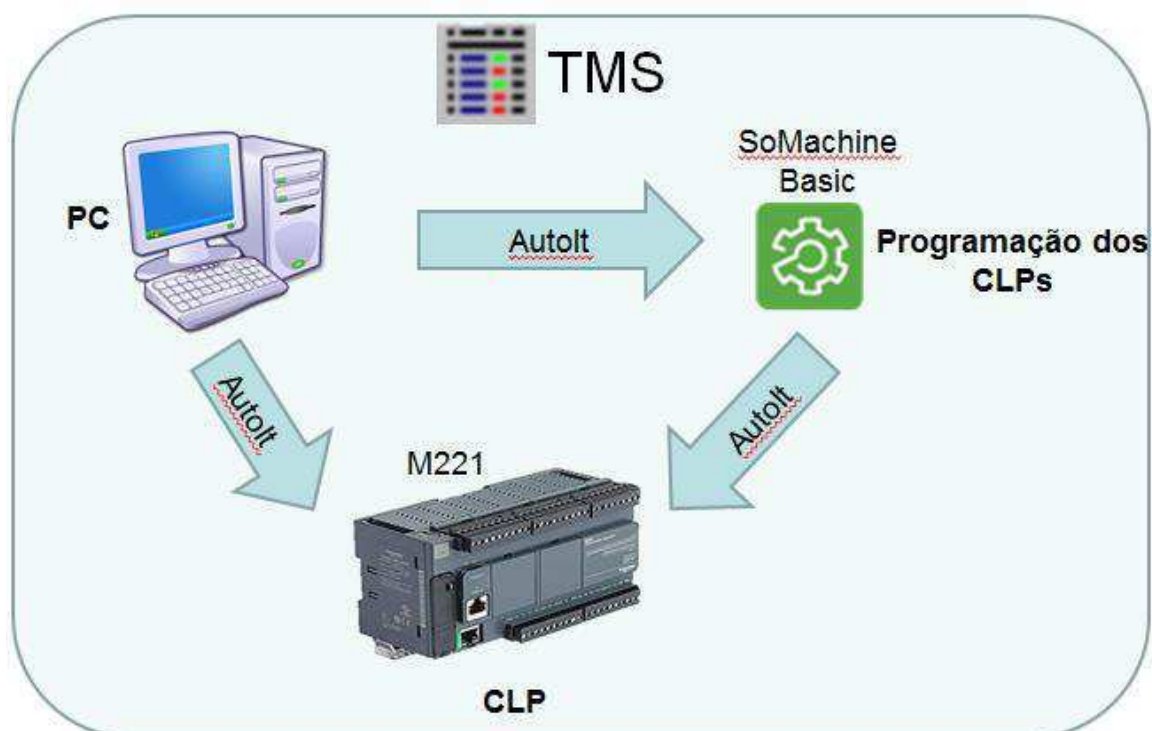 TMS
SoMachine
Basic
PC
AutoIt
Programação dos
CLPs
AutoIt
AutoIt
M221
CLP